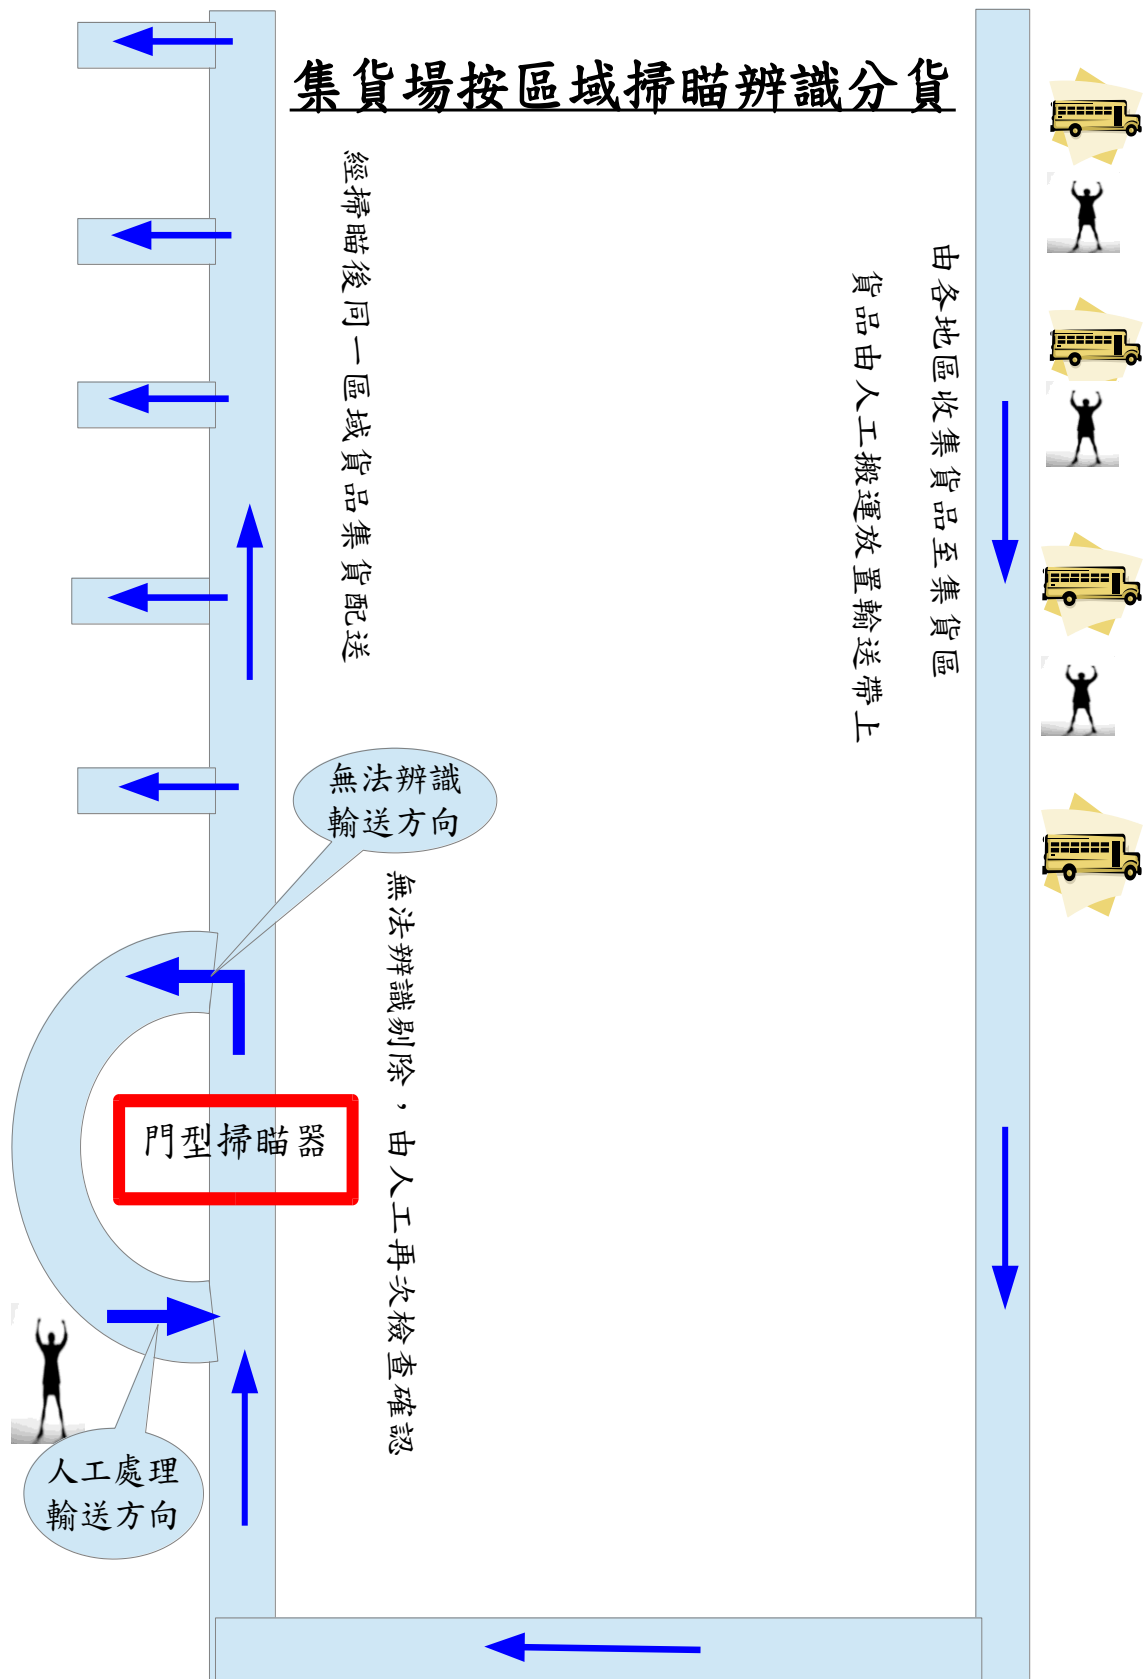 集貨場按區域掃瞄辨識分貨
由各地區收集貨品至集貨區
貨品由人工搬運放置輸送帶上
經掃瞄後同一區域貨品集貨配送
無法辨識
輸送方向
無法辨識剔除，由人工再次檢查確認
門型掃瞄器
人工處理
輸送方向